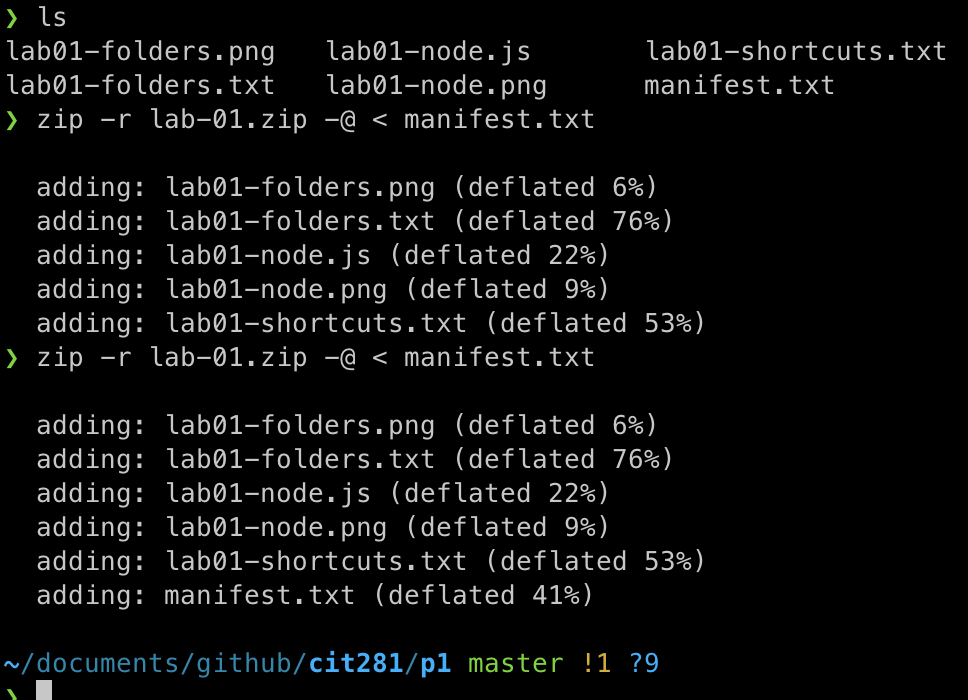 ❯ ls
lab01-folders.png   lab01-node.js       lab01-shortcuts.txt
lab01-folders.txt   lab01-node.png      manifest.txt
❯ zip -r lab-01.zip -@ < manifest.txt
adding: lab01-folders.png (deflated 6%)
adding: lab01-folders.txt (deflated 76%)
adding: lab01-node.js (deflated 22%)
adding: lab01-node.png (deflated 9%)
adding: lab01-shortcuts.txt (deflated 53%)
❯ zip -r lab-01.zip -@ < manifest.txt
adding: lab01-folders.png (deflated 6%)
adding: lab01-folders.txt (deflated 76%)
adding: lab01-node.js (deflated 22%)
adding: lab01-node.png (deflated 9%)
adding: lab01-shortcuts.txt (deflated 53%)
adding: manifest.txt (deflated 41%)
~/documents/github/cit281/p1 master !1 ?9
❯